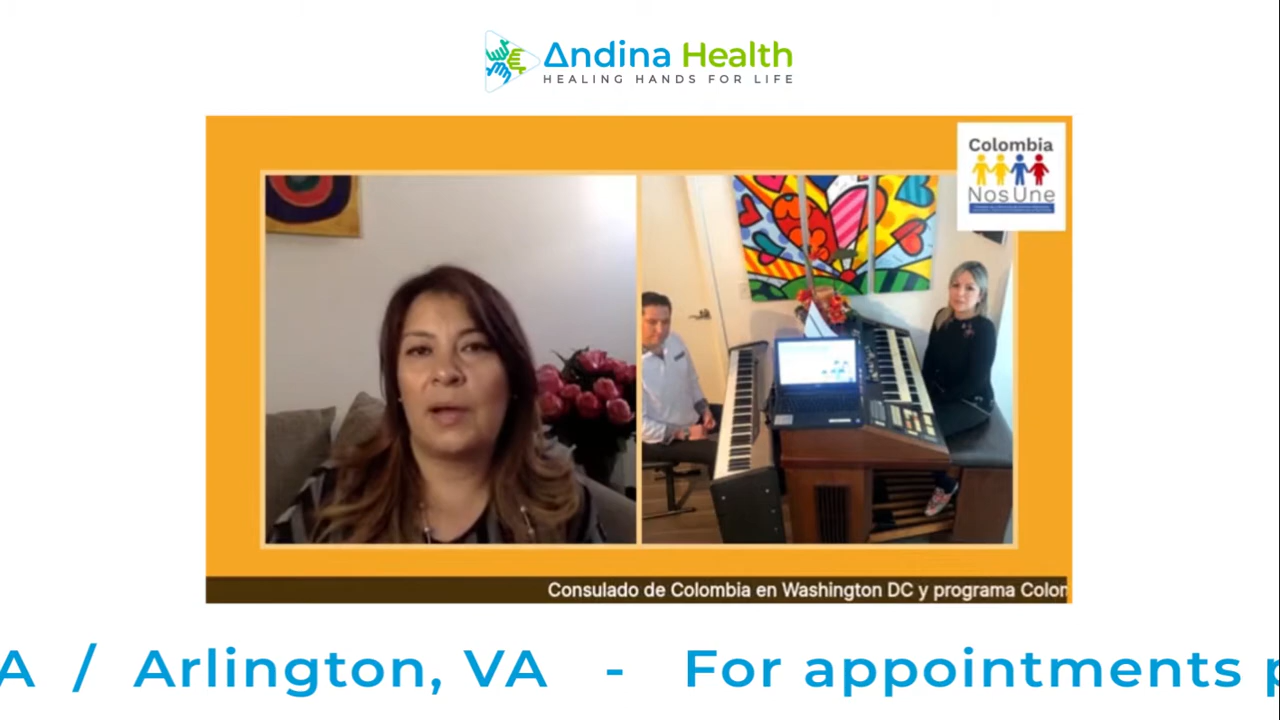 Andina Health
HEALING HANDS FOR LIFE
Colombia
Nos Une
Consulado de Colombia en Washington DC y programa Colom
A / Arlington, VA - For appointments p